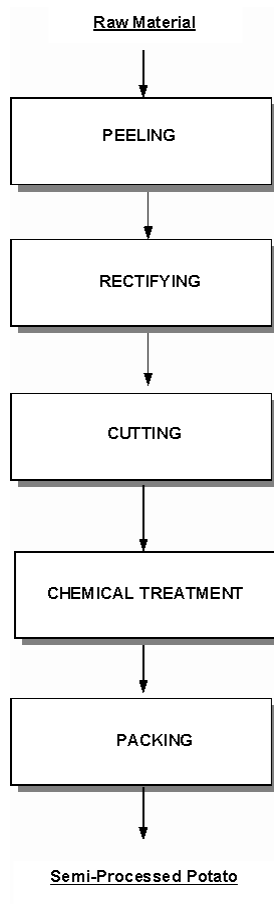 Raw Material
PEELING
RECTIFYING
CUTTING
CHEMICAL TREATMENT
PACKING
Semi-Processed Potato